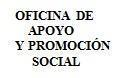 OFICINA DE
APOYO
Y PROMOCIÓN
SOCIAL